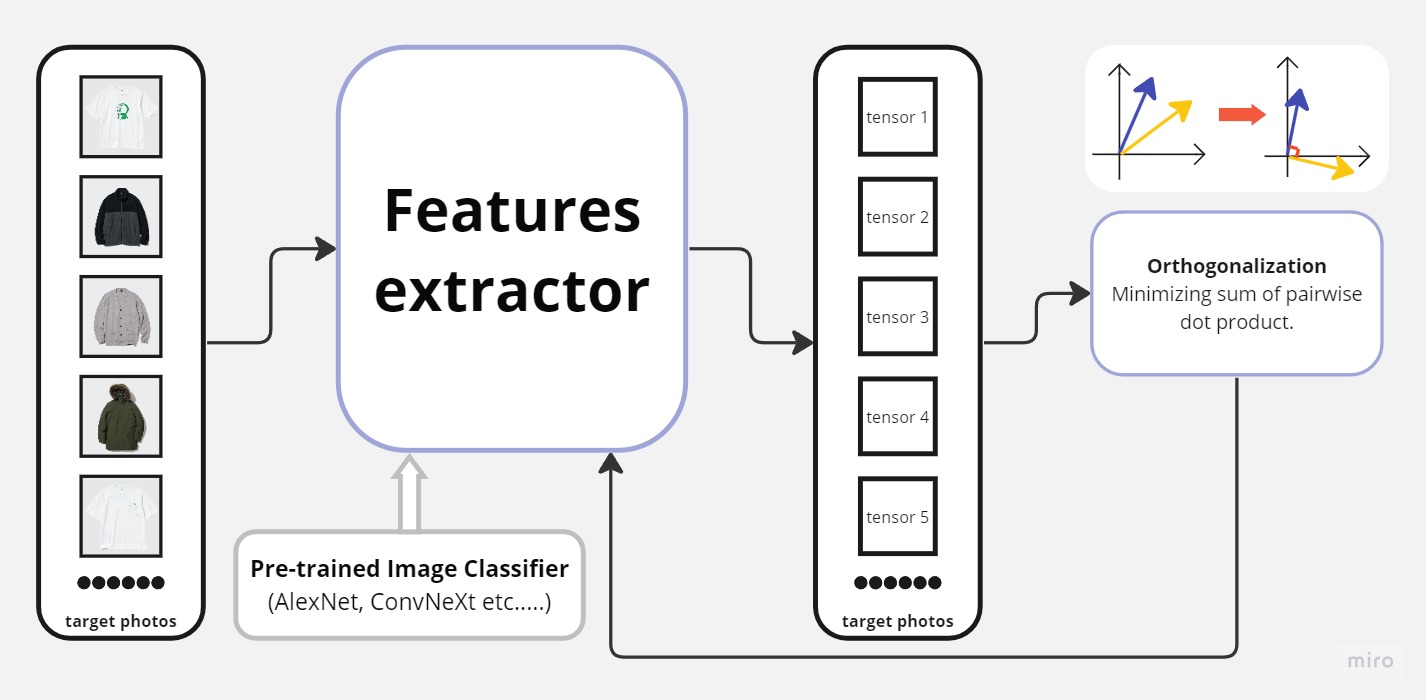 target photos
Features
extractor
Pre-trained Image Classifier
(AlexNet, ConvNeXt etc.....)
tensor 1
tensor 2
tensor 3
tensor 4
tensor 5
target photos
Orthogonalization
Minimizing sum of pairwise
dot product.
miro